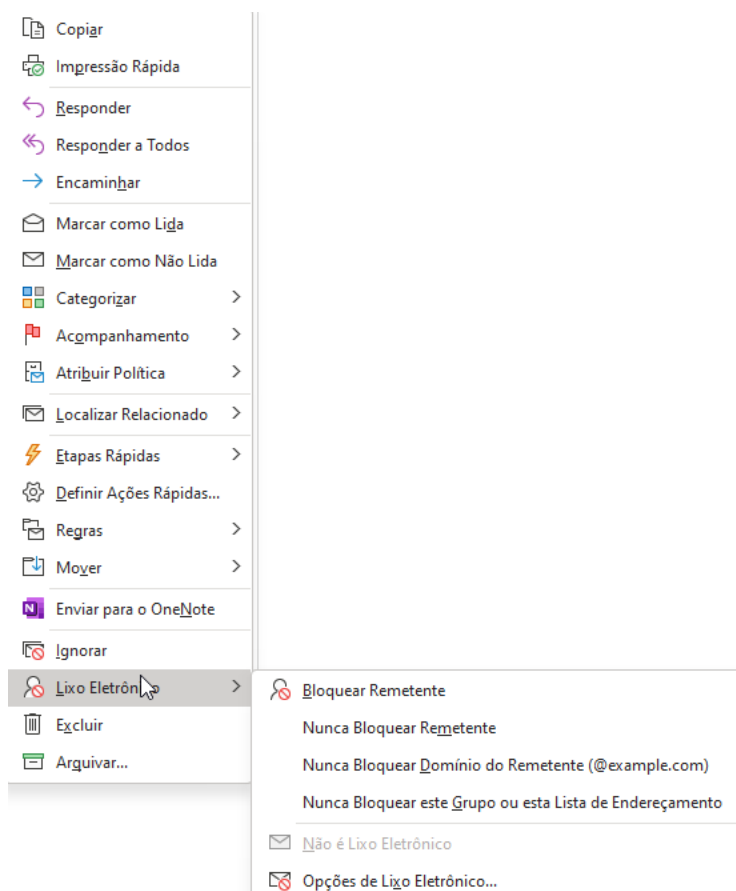 Copiar
Impressão Rápida
Responder
Responder a Todos
Encaminhar
Marcar como Lida
Marcar como Não Lida
Categorizar
Acompanhamento
Atribuir Política
Localizar Relacionado
Etapas Rápidas
Definir Ações Rápidas...
Regras
Mover
Enviar para o OneNote
Ignorar
Lixo Eletrônico
Excluir
Arquivar...
Bloquear Remetente
Nunca Bloquear Remetente
Nunca Bloquear Domínio do Remetente (@example.com)
Nunca Bloquear este Grupo ou esta Lista de Endereçamento
Não é Lixo Eletrônico
Opções de Lixo Eletrônico...